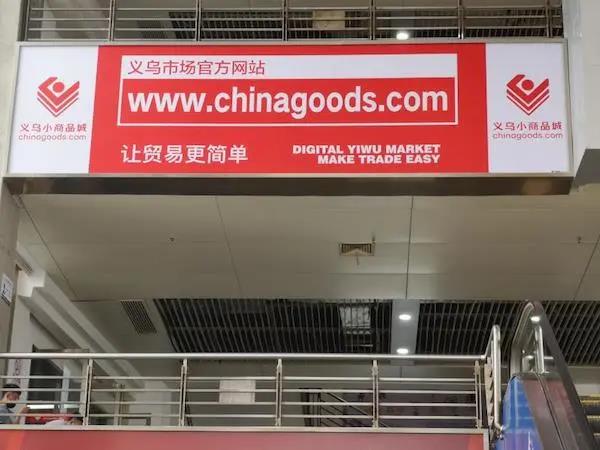 义乌市场官方网站
www.chinagoods.com
让贸易更简单
DIGITAL YIWU MARKET
MAKE TRADE EASY
义乌小商品城
chinagoods.com
义乌小商品城
chinagoods.com